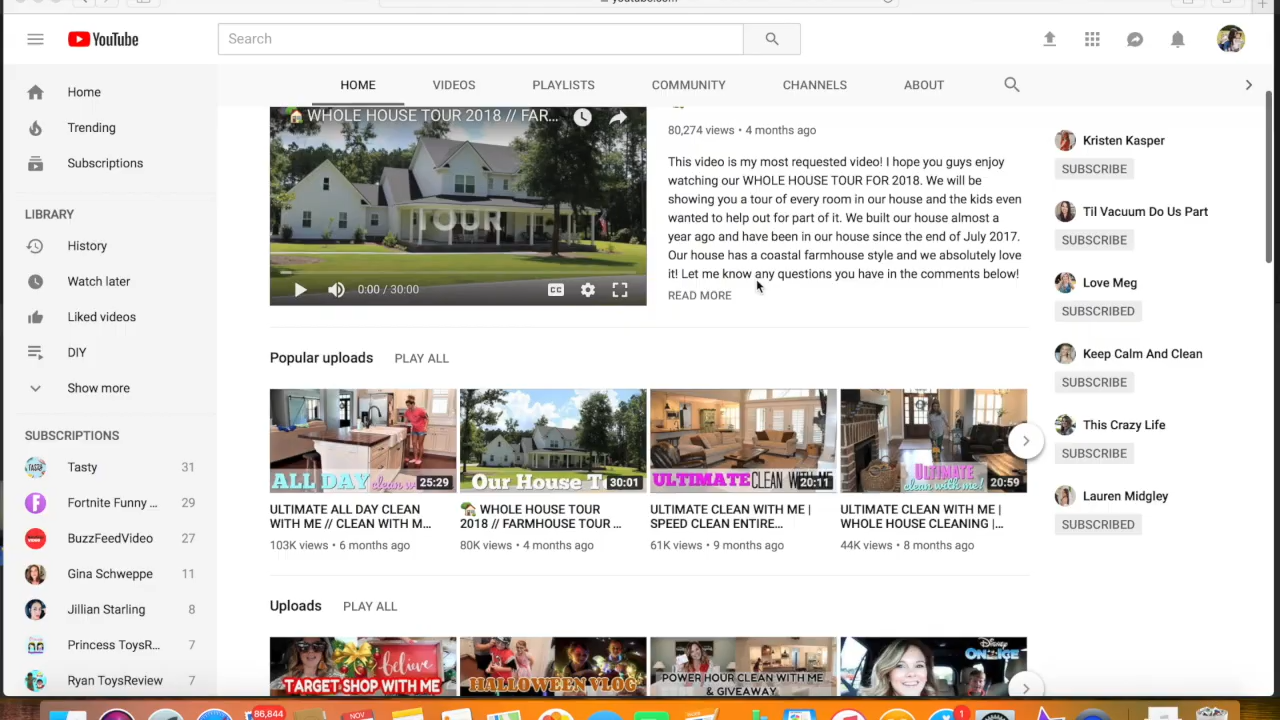 YouTube
Search
HOME
VIDEOS
PLAYLISTS
COMMUNITY
CHANNELS
ABOUT
Home
Trending
Subscriptions
LIBRARY
History
Watch later
Liked videos
DIY
Show more
SUBSCRIPTIONS
Tasty 31
Fortnite Funny ... 29
BuzzFeedVideo 27
Gina Schweppe 11
Jillian Starling 8
Princess ToysR... 7
Ryan ToysReview 7
WHOLE HOUSE TOUR 2018 // FAR...
TOUR
0:00 / 30:00
CC
80,274 views • 4 months ago
This video is my most requested video! I hope you guys enjoy
watching our WHOLE HOUSE TOUR FOR 2018. We will be
showing you a tour of every room in our house and the kids even
wanted to help out for part of it. We built our house almost a
year ago and have been in our house since the end of July 2017.
Our house has a coastal farmhouse style and we absolutely love
it! Let me know any questions you have in the comments below!
READ MORE
Popular uploads PLAY ALL
ALL DAY clean w
25:29
ULTIMATE ALL DAY CLEAN
WITH ME // CLEAN WITH M...
103K views • 6 months ago
Our House T
30:01
WHOLE HOUSE TOUR
2018 // FARMHOUSE TOUR ...
80K views • 4 months ago
ULTIMATE CLEAN WITH ME
20:11
ULTIMATE CLEAN WITH ME |
SPEED CLEAN ENTIRE...
61K views • 9 months ago
ULTIMATE
clean with me!
20:59
ULTIMATE CLEAN WITH ME |
WHOLE HOUSE CLEANING |...
44K views • 8 months ago
Uploads PLAY ALL
believe
TARGET SHOP WITH ME
HALLOWEEN VLOG
POWER HOUR CLEAN WITH ME
& GIVEAWAY
Disney
ON ICE
Kristen Kasper
SUBSCRIBE
Til Vacuum Do Us Part
SUBSCRIBE
Love Meg
SUBSCRIBED
Keep Calm And Clean
SUBSCRIBE
This Crazy Life
SUBSCRIBE
Lauren Midgley
SUBSCRIBED
86,844
NOV
1